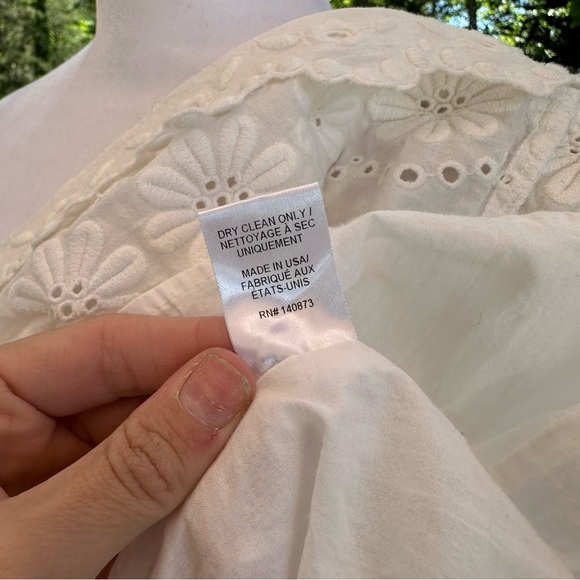 DRY CLEAN ONLY /
NETTOYAGE À SEC
UNIQUEMENT
MADE IN USA/
FABRIQUÉ AUX
ÉTATS-UNIS
RN# 140873